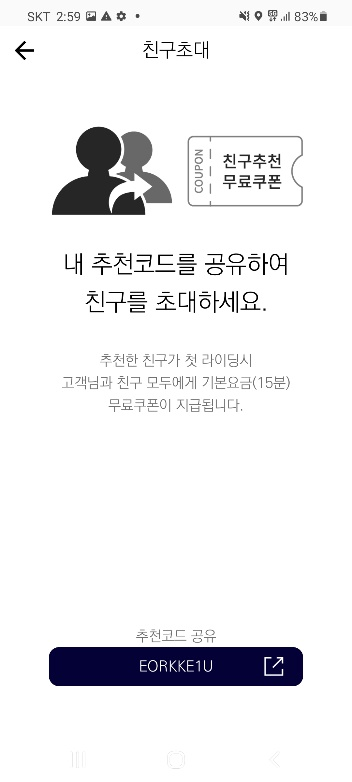 SKT 2:59
83%
친구초대
COUPON
친구추천
무료쿠폰
내 추천코드를 공유하여
친구를 초대하세요.
추천한 친구가 첫 라이딩시
고객님과 친구 모두에게 기본요금(15분)
무료쿠폰이 지급됩니다.
추천코드 공유
EORKKE1U